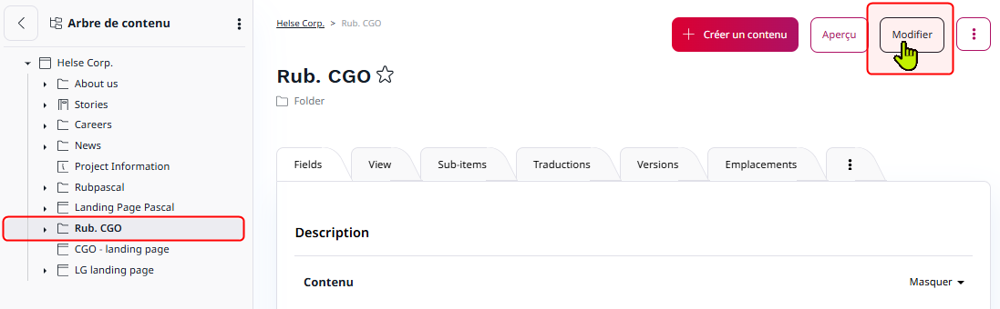 Arbre de contenu
Helse Corp.
About us
Stories
Careers
News
Project Information
Rubpascal
Landing Page Pascal
Rub. CGO
CGO - landing page
LG landing page
Helse Corp. > Rub. CGO
Créer un contenu
Aperçu
Modifier
Rub. CGO
Folder
Fields View Sub-items Traductions Versions Emplacements
Description
Contenu
Masquer